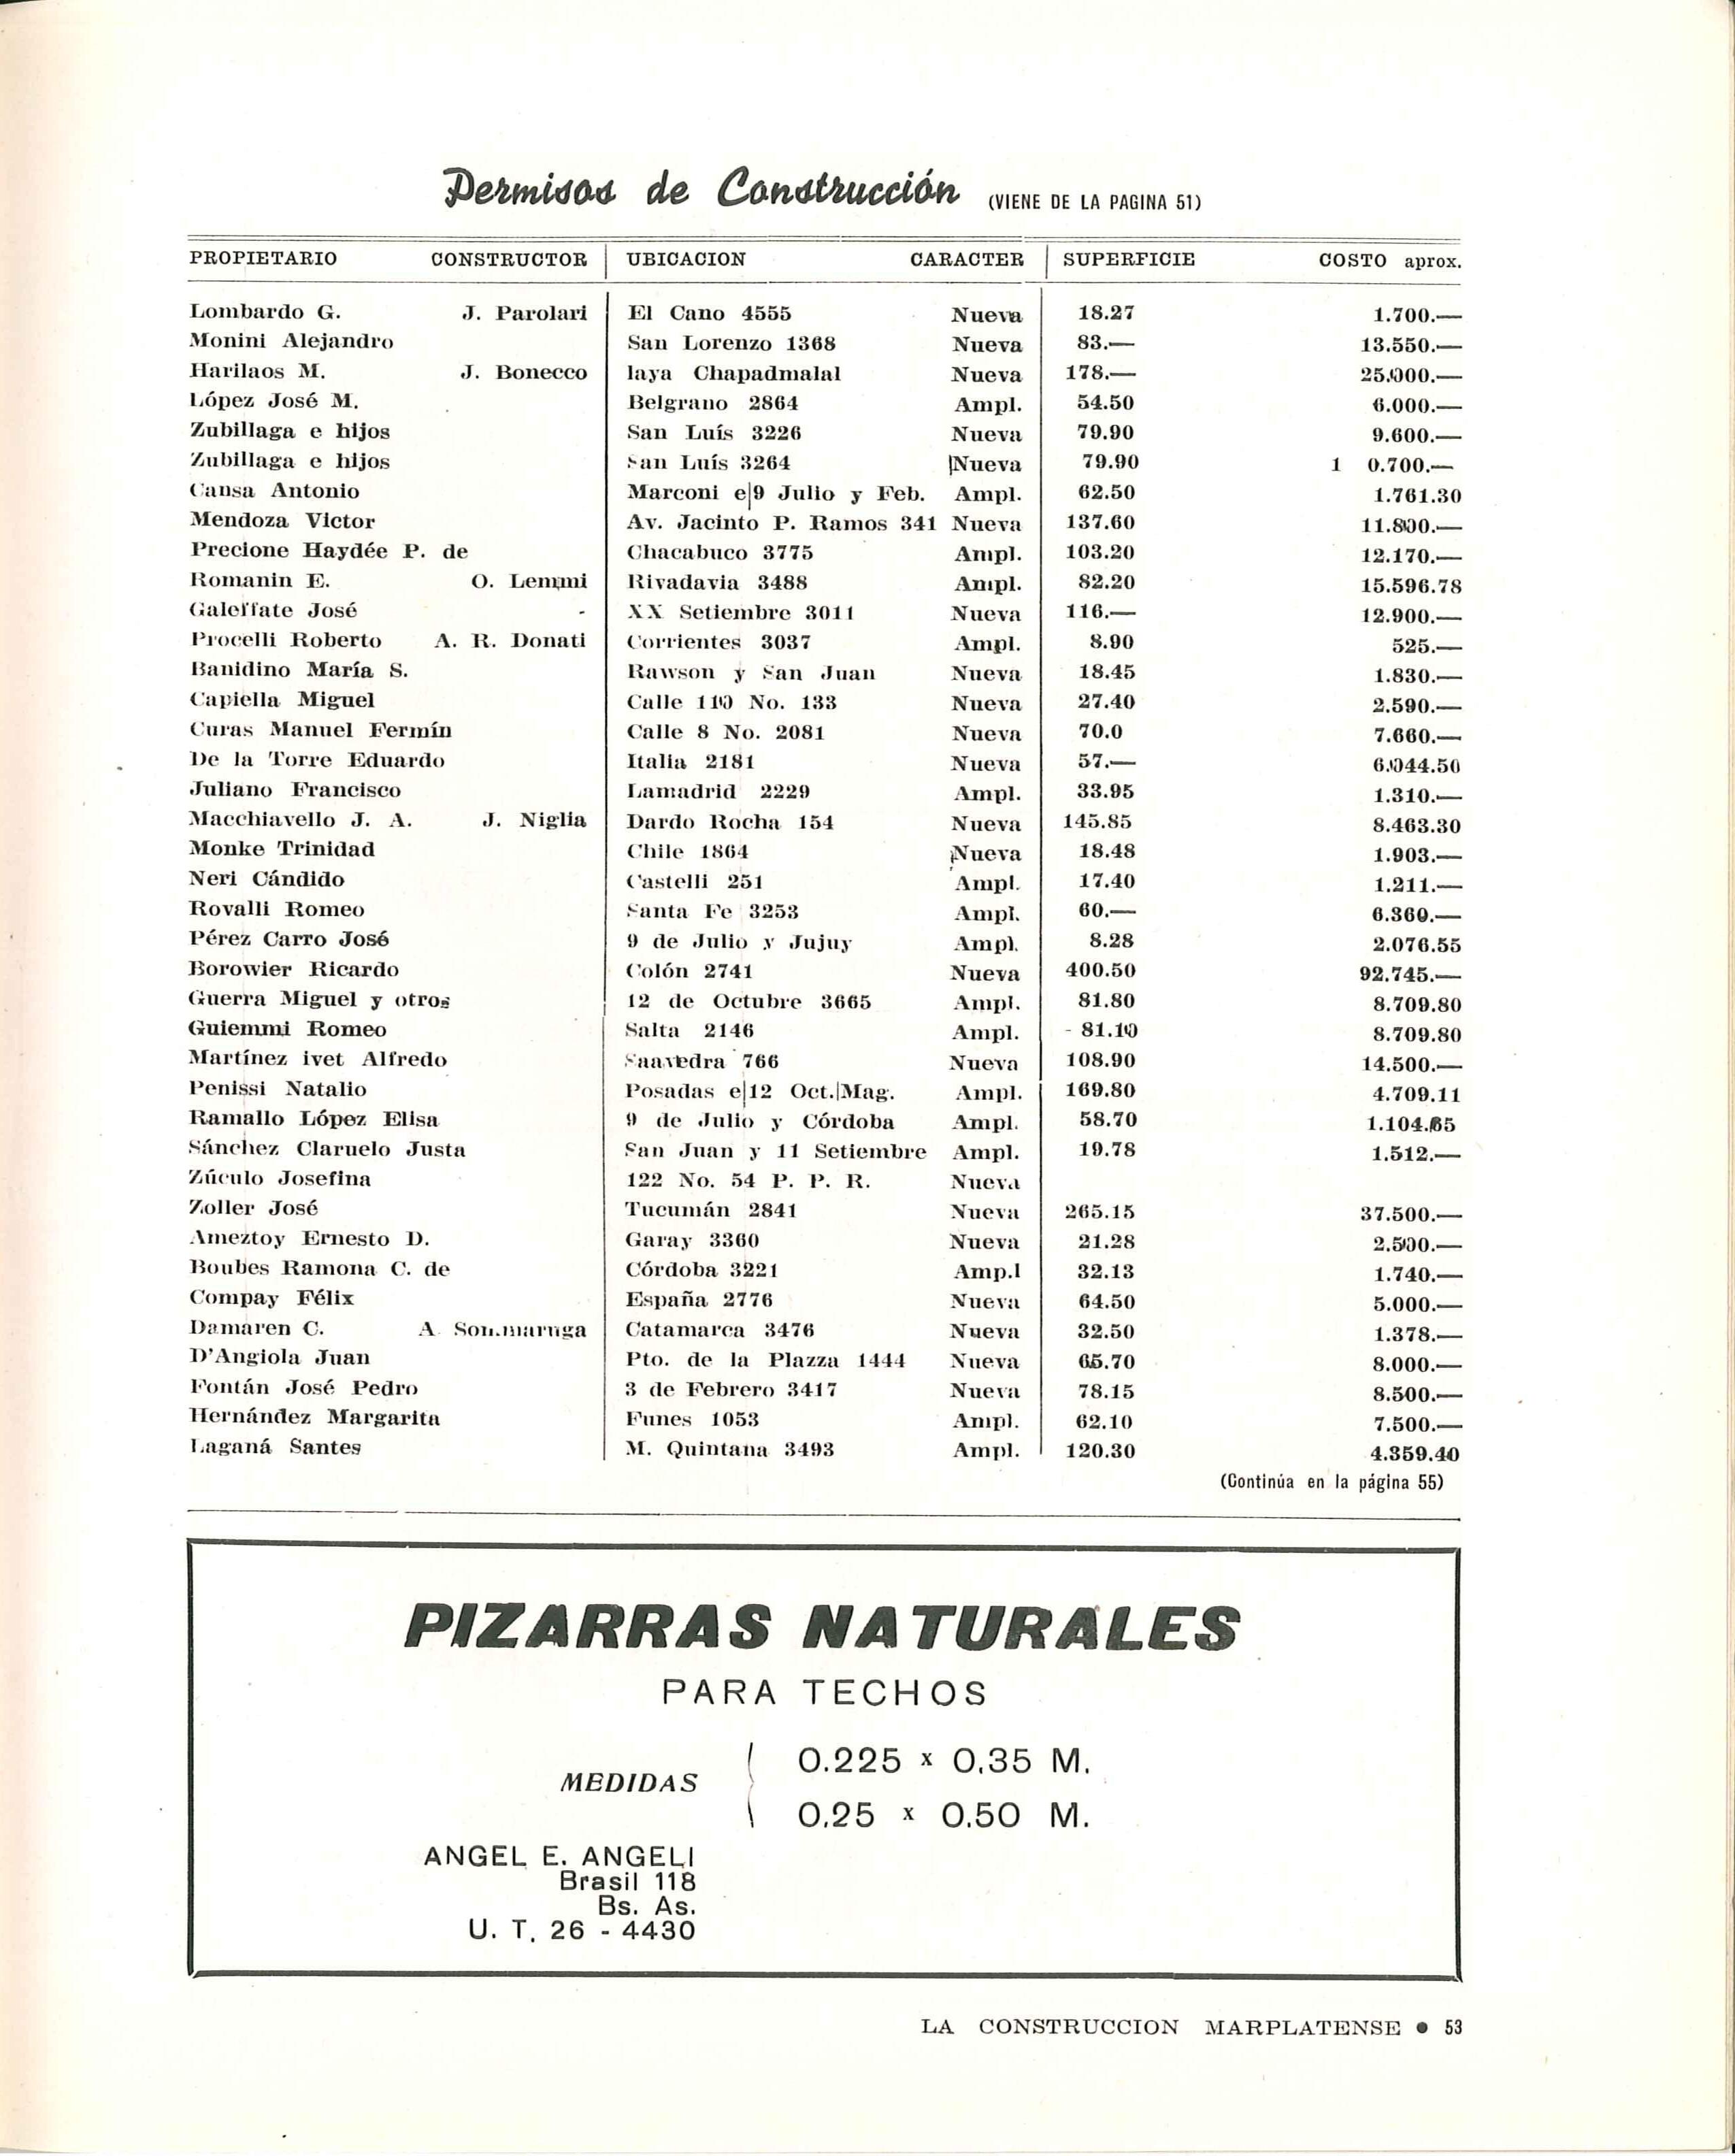 Permisos de Construcción (VIENE DE LA PAGINA 51)
PROPIETARIO CONSTRUCTOR UBICACION CARACTER SUPERFICIE COSTO aprox.
Lombardo G. J. Parolari El Cano 4555 Nueva 18.27 1.700.—
Monini Alejandro San Lorenzo 1368 Nueva 83.— 13.550.—
Harilaos M. J. Bonecco laya Chapadmalal Nueva 178.— 25.000.—
López José M. Belgrano 2864 Ampl. 54.50 6.000.—
Zubillaga e hijos San Luís 3226 Nueva 79.90 9.600.—
Zubillaga e hijos San Luís 3264 Nueva 79.90 1 0.700.—
Cansa Antonio Marconi e|9 Julio y Feb. Ampl. 62.50 1.761.30
Mendoza Victor Av. Jacinto P. Ramos 341 Nueva 137.60 11.800.—
Precione Haydée P. de Chacabuco 3775 Ampl. 103.20 12.170.—
Romanin E. O. Lemmi Rivadavia 3488 Ampl. 82.20 15.596.78
Galeffate José XX Setiembre 3011 Nueva 116.— 12.900.—
Procelli Roberto A. R. Donati Corrientes 3037 Ampl. 8.90 525.—
Banidino María S. Rawson y San Juan Nueva 18.45 1.830.—
Capiella Miguel Calle 110 No. 133 Nueva 27.40 2.590.—
Curas Manuel Fermín Calle 8 No. 2081 Nueva 70.0 7.660.—
De la Torre Eduardo Italia 2181 Nueva 57.— 6.044.50
Juliano Francisco Lamadrid 2229 Ampl. 33.95 1.310.—
Macchiavello J. A. J. Niglia Dardo Rocha 154 Nueva 145.85 8.463.30
Monke Trinidad Chile 1864 Nueva 18.48 1.903.—
Neri Cándido Castelli 251 Ampl. 17.40 1.211.—
Rovalli Romeo Santa Fe 3253 Ampl. 60.— 6.360.—
Pérez Carro José 9 de Julio y Jujuy Ampl. 8.28 2.076.55
Borowier Ricardo Colón 2741 Nueva 400.50 92.745.—
Guerra Miguel y otros 12 de Octubre 3665 Ampl. 81.80 8.709.80
Guiemmi Romeo Salta 2146 Ampl. - 81.10 8.709.80
Martínez ivet Alfredo Saavedra 766 Nueva 108.90 14.500.—
Penissi Natalio Posadas e|12 Oct.|Mag. Ampl. 169.80 4.709.11
Ramallo López Elisa 9 de Julio y Córdoba Ampl. 58.70 1.104.65
Sánchez Claruelo Justa San Juan y 11 Setiembre Ampl. 19.78 1.512.—
Zúculo Josefina 122 No. 54 P. P. R. Nueva
Zoller José Tucumán 2841 Nueva 265.15 37.500.—
Ameztoy Ernesto D. Garay 3360 Nueva 21.28 2.500.—
Boubes Ramona C. de Córdoba 3221 Amp.l 32.13 1.740.—
Compay Félix España 2776 Nueva 64.50 5.000.—
Damaren C. A Sommaruga Catamarca 3476 Nueva 32.50 1.378.—
D'Angiola Juan Pto. de la Plazza 1444 Nueva 65.70 8.000.—
Fontán José Pedro 3 de Febrero 3417 Nueva 78.15 8.500.—
Hernández Margarita Funes 1053 Ampl. 62.10 7.500.—
Laganá Santes M. Quintana 3493 Ampl. 120.30 4.359.40
(Continúa en la página 55)
PIZARRAS NATURALES
PARA TECHOS
MEDIDAS
0.225 x 0.35 M.
0.25 x 0.50 M.
ANGEL E. ANGELI
Brasil 118
Bs. As.
U. T. 26 - 4430
LA CONSTRUCCION MARPLATENSE ● 53